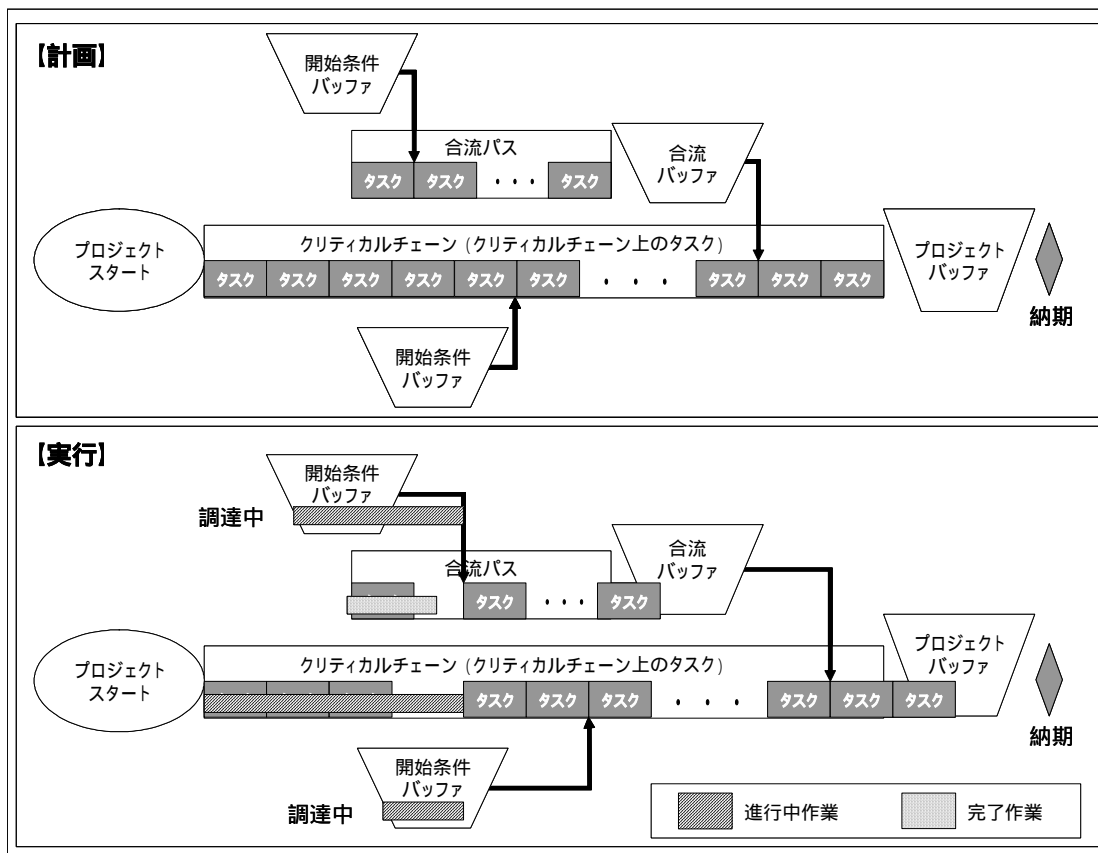 【計画】
開始条件
バッファ
合流パス
タスク タスク ・・・ タスク
合流
バッファ
プロジェクト
スタート
クリティカルチェーン (クリティカルチェーン上のタスク)
タスク タスク タスク タスク タスク タスク ・・・ タスク タスク タスク
プロジェクト
バッファ
納期
開始条件
バッファ
【実行】
開始条件
バッファ
調達中
合流パス
タスク ・・・ タスク
合流
バッファ
プロジェクト
スタート
クリティカルチェーン (クリティカルチェーン上のタスク)
タスク タスク タスク ・・・ タスク タスク タスク
プロジェクト
バッファ
納期
開始条件
バッファ
調達中
進行中作業
完了作業